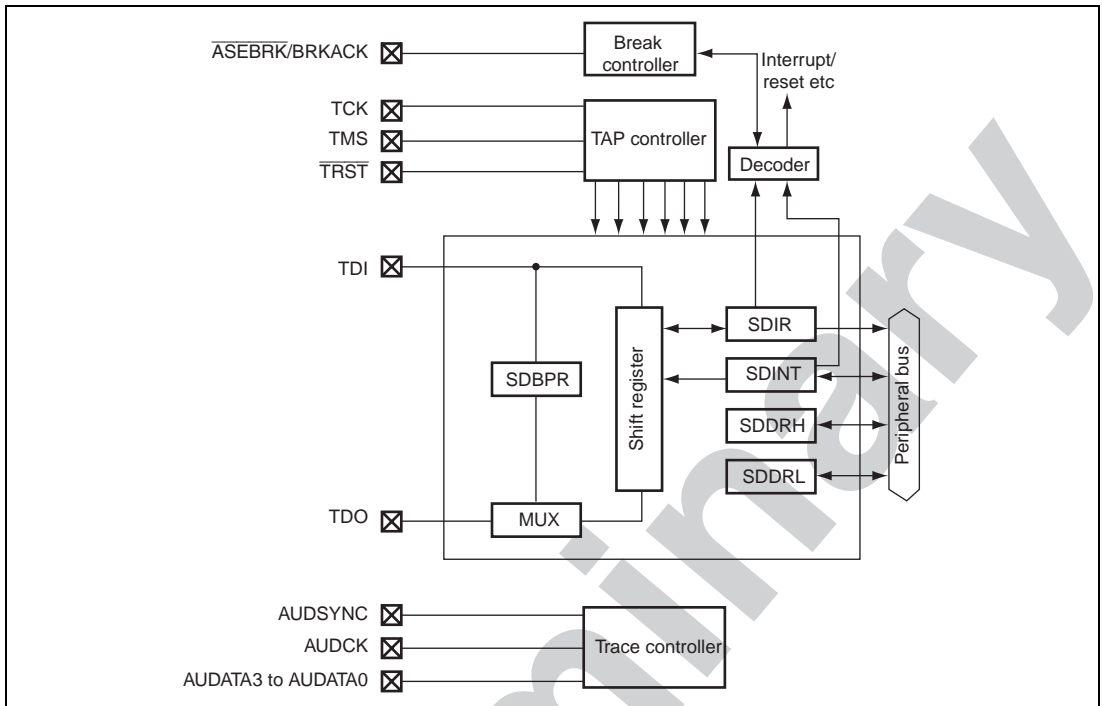 ASEBRK/BRKACK
Break
controller
Interrupt/
reset etc
TCK
TMS
TRST
TAP controller
Decoder
TDI
SDBPR
Shift register
SDIR
SDINT
SDDRH
SDDRL
Peripheral bus
TDO
MUX
AUDSYNC
AUDCK
AUDATA3 to AUDATA0
Trace controller
minary